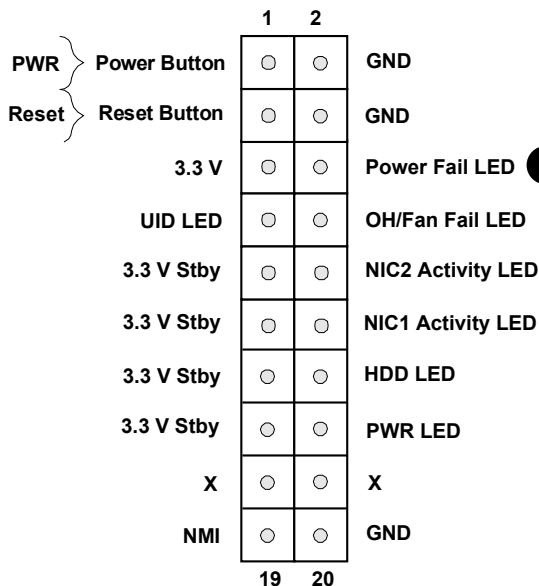 1 2
PWR Power Button GND
Reset Reset Button GND
3.3 V Power Fail LED
UID LED OH/Fan Fail LED
3.3 V Stby NIC2 Activity LED
3.3 V Stby NIC1 Activity LED
3.3 V Stby HDD LED
3.3 V Stby PWR LED
X X
NMI GND
19 20